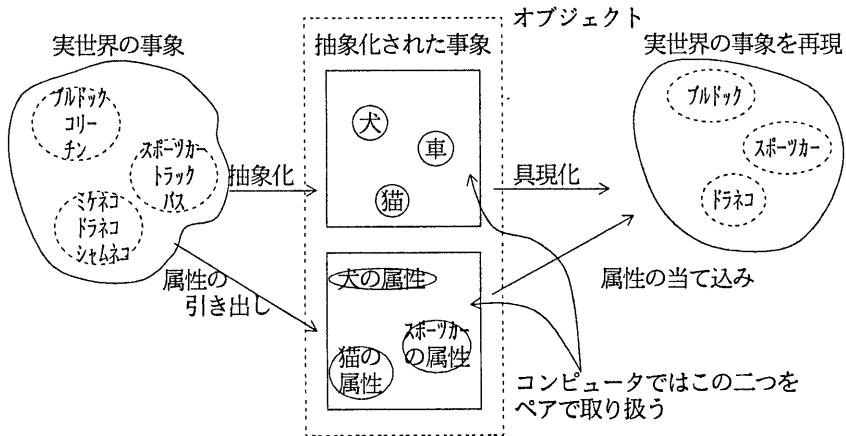 オブジェクト
実世界の事象
抽象化された事象
実世界の事象を再現
ブルドック
コリー
チン
スポーツカー
トラック
バス
ミケネコ
ドラネコ
シャムネコ
抽象化
犬
車
猫
具現化
ブルドック
スポーツカー
ドラネコ
属性の
引き出し
犬の属性
スポーツカー
の属性
猫の
属性
属性の当て込み
コンピュータではこの二つを
ペアで取り扱う